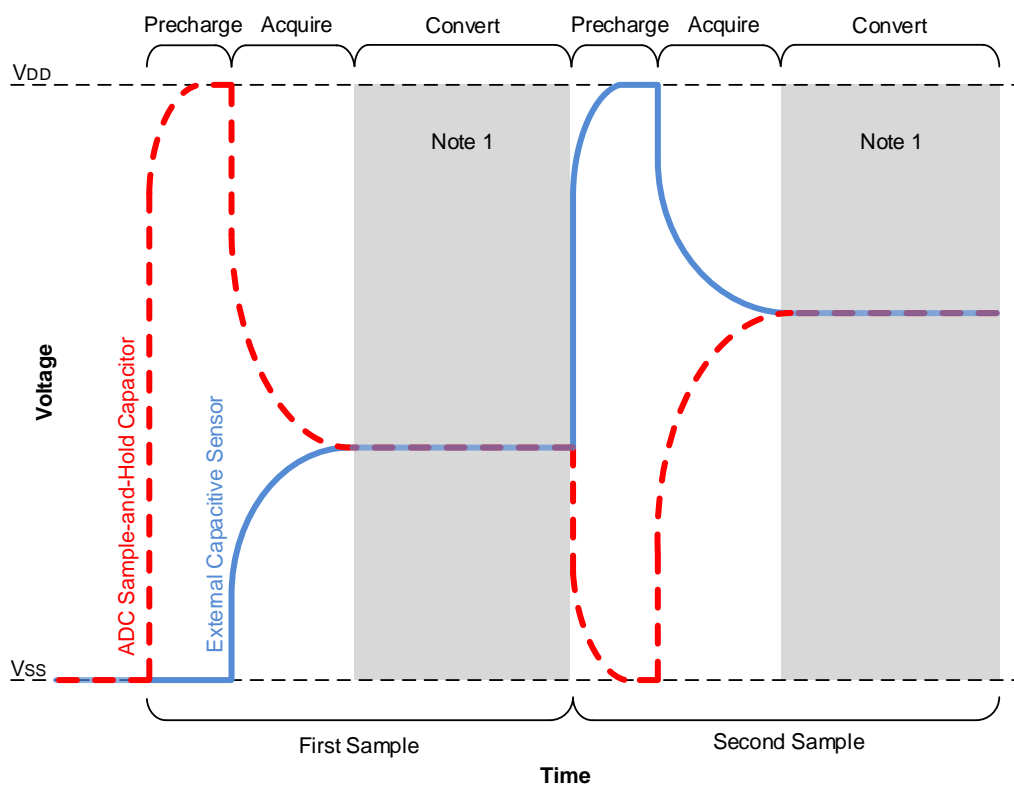 Precharge Acquire Convert Precharge Acquire Convert
VDD
Note 1 Note 1
Voltage
ADC Sample-and-Hold Capacitor
External Capacitive Sensor
VSS
First Sample Second Sample
Time